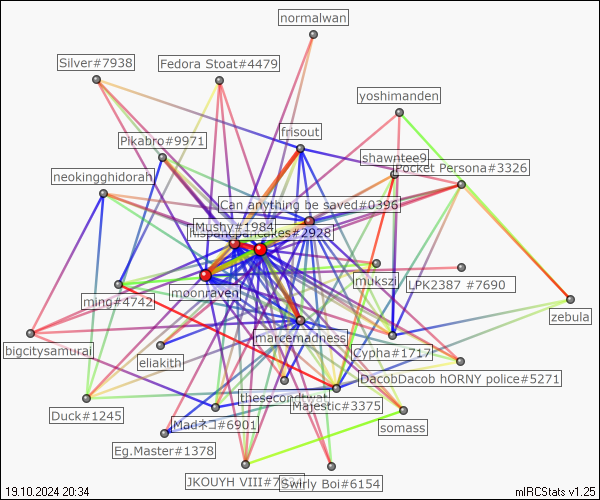 normalwan
Silver#7938
Fedora Stoat#4479
yoshimanden
frisout
Pikabro#9971
shawntee9
Pocket Persona#3326
neokingghidorah
Can anything be saved#0396
Mushy#1984
hispanicpancakes#2928
mukszi
LPK2387 #7690
moonraven
ming#4742
zebula
marcemadness
bigcitysamurai
Cypha#1717
eliakith
DacobDacob hORNY police#5271
thesecondtwat
Majestic#3375
Duck#1245
somass
Madネコ#6901
Eg.Master#1378
JKOUYH VIII#7
Swirly Boi#6154
19.10.2024 20:34
mIRCStats v1.25